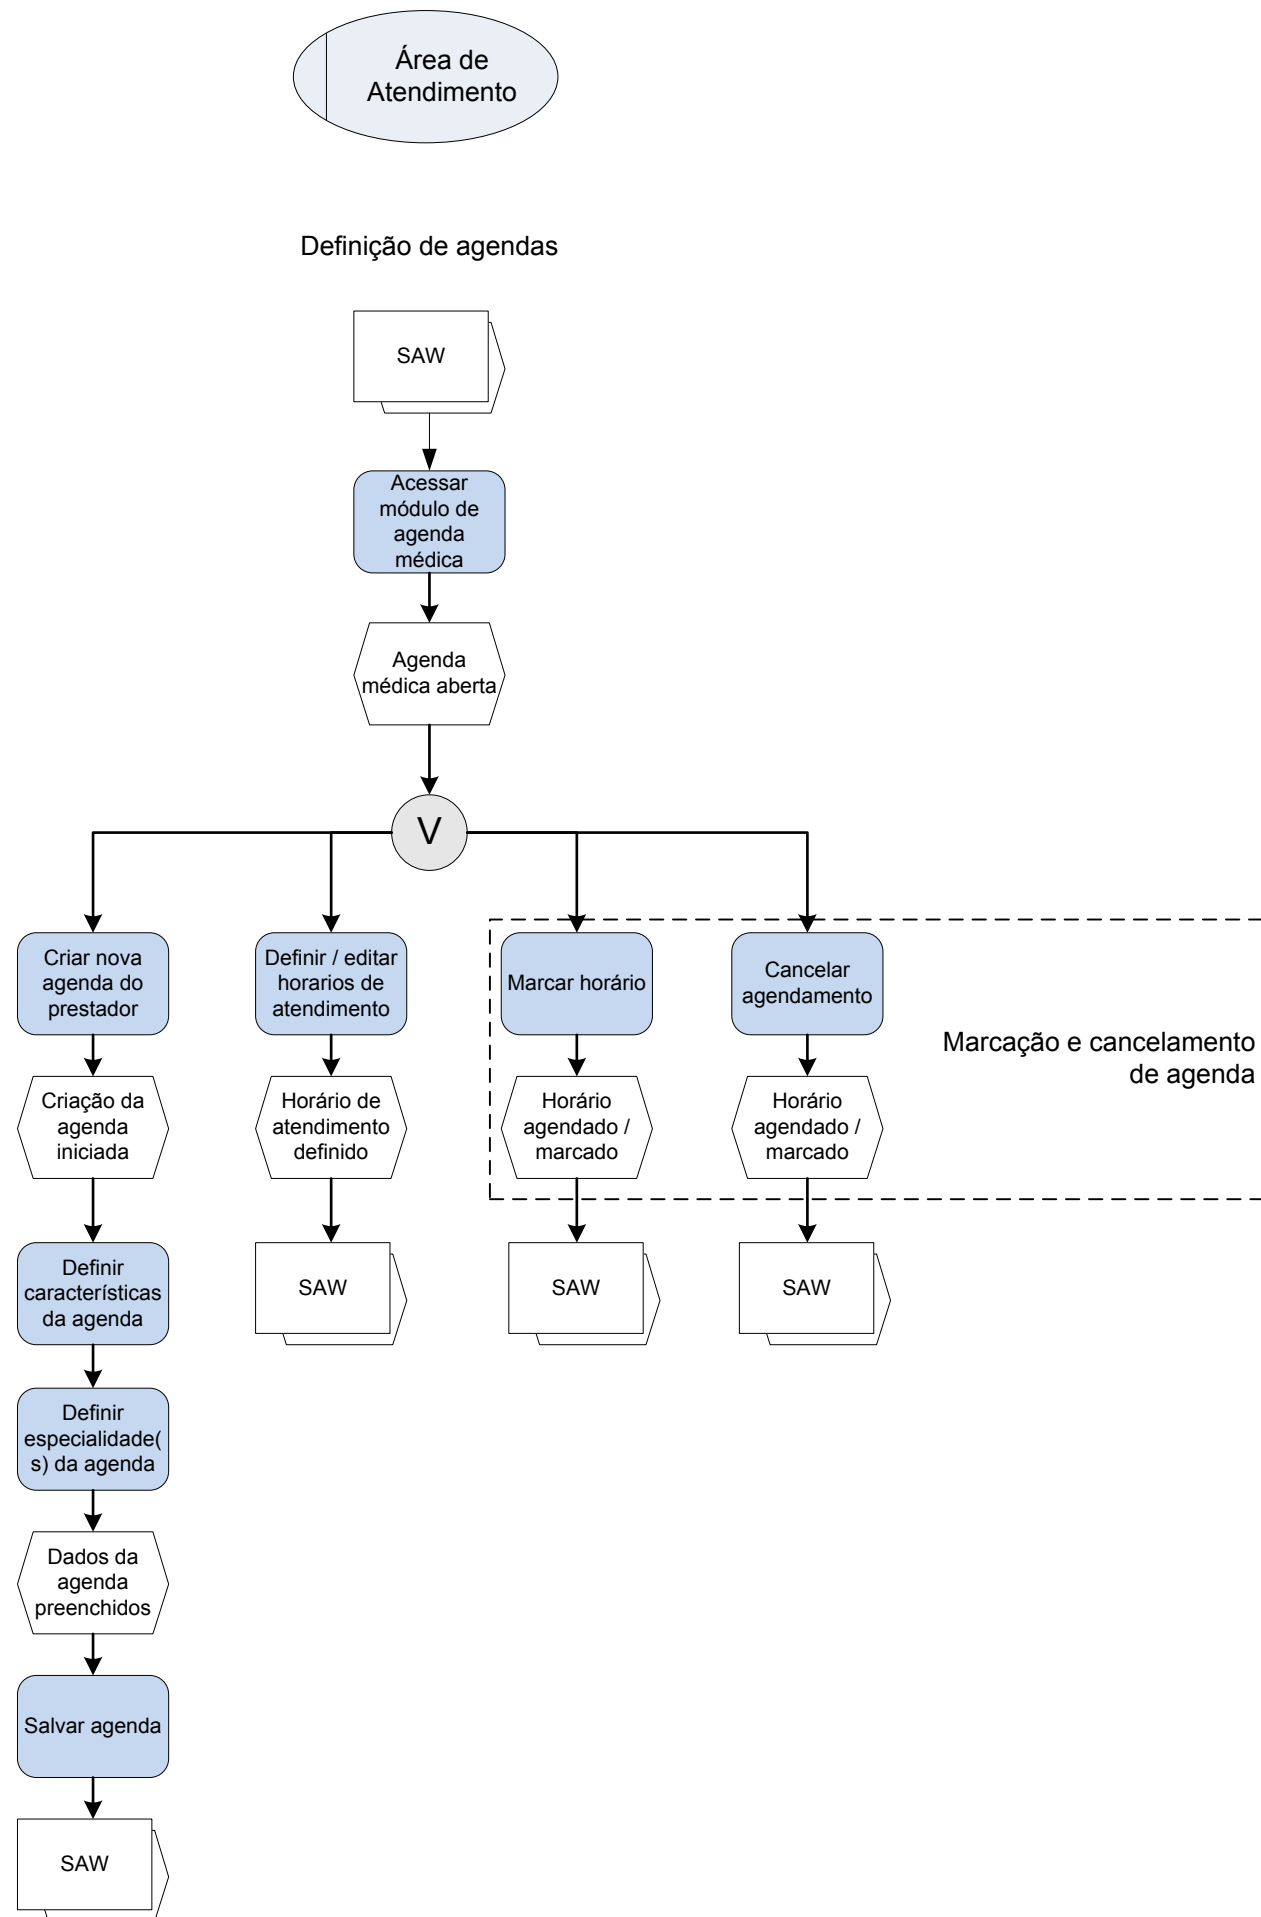 Área de
Atendimento
Definição de agendas
SAW
Acessar
módulo de
agenda
médica
Agenda
médica aberta
V
Criar nova
agenda do
prestador
Definir / editar
horarios de
atendimento
Marcar horário
Cancelar
agendamento
Marcação e cancelamento
de agenda
Criação da
agenda
iniciada
Horário de
atendimento
definido
Horário
agendado /
marcado
Horário
agendado /
marcado
Definir
características
da agenda
SAW
SAW
SAW
Definir
especialidade(
s) da agenda
Dados da
agenda
preenchidos
Salvar agenda
SAW